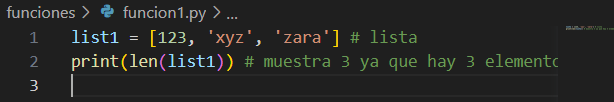 funciones > funcion1.py > ...
1 list1 = [123, 'xyz', 'zara'] # lista
2 print(len(list1)) # muestra 3 ya que hay 3 elemento
3